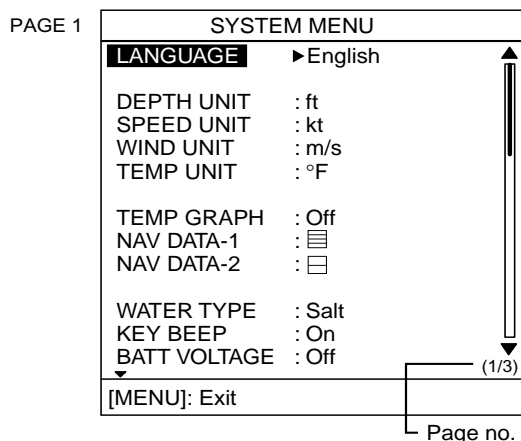 PAGE 1
SYSTEM MENU
LANGUAGE ▶English
DEPTH UNIT : ft
SPEED UNIT : kt
WIND UNIT : m/s
TEMP UNIT : °F
TEMP GRAPH : Off
NAV DATA-1 :
NAV DATA-2 :
WATER TYPE : Salt
KEY BEEP : On
BATT VOLTAGE : Off
(1/3)
[MENU]: Exit
Page no.